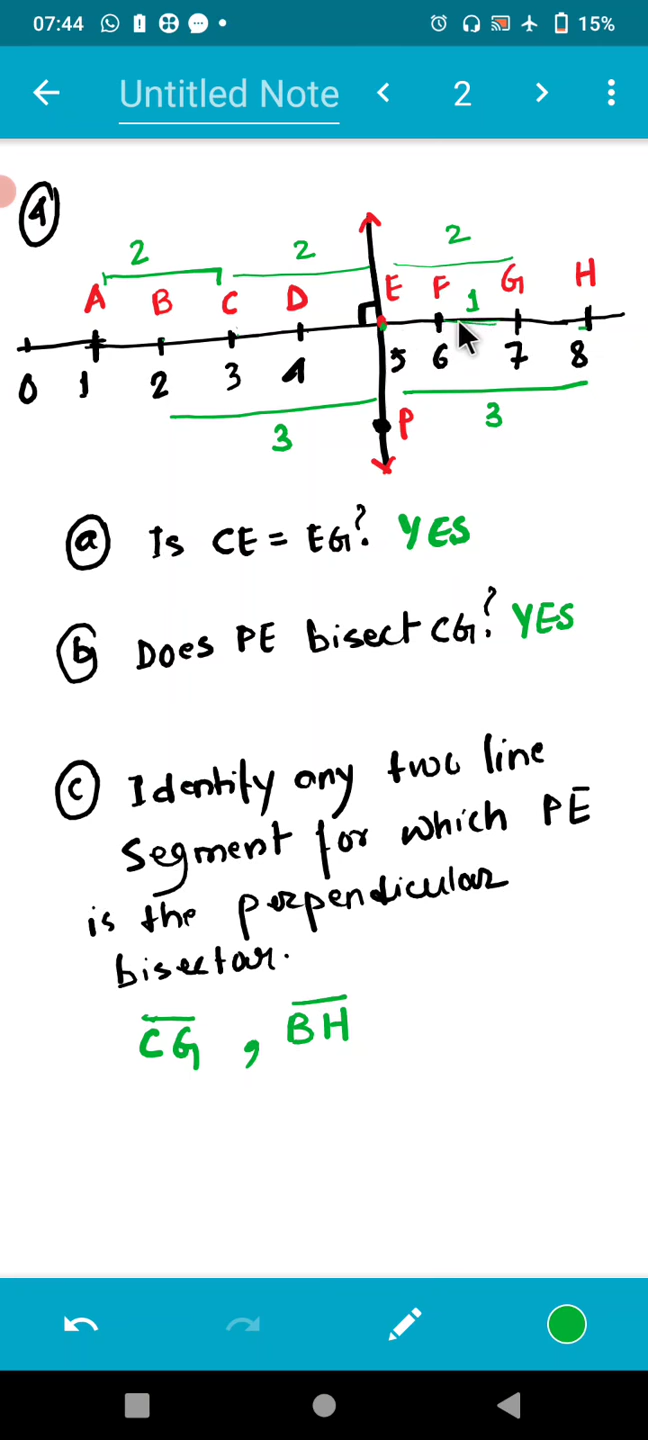 07:44 15%
Untitled Note 2
4
2 2 2
A B C D E F 1 G H
0 1 2 3 4 5 6 7 8
3 P 3
a Is CE = EG? YES
b Does PE bisect CG? YES
c Identify any two line
Segment for which PE
is the perpendicular
bisectar.
CG , BH